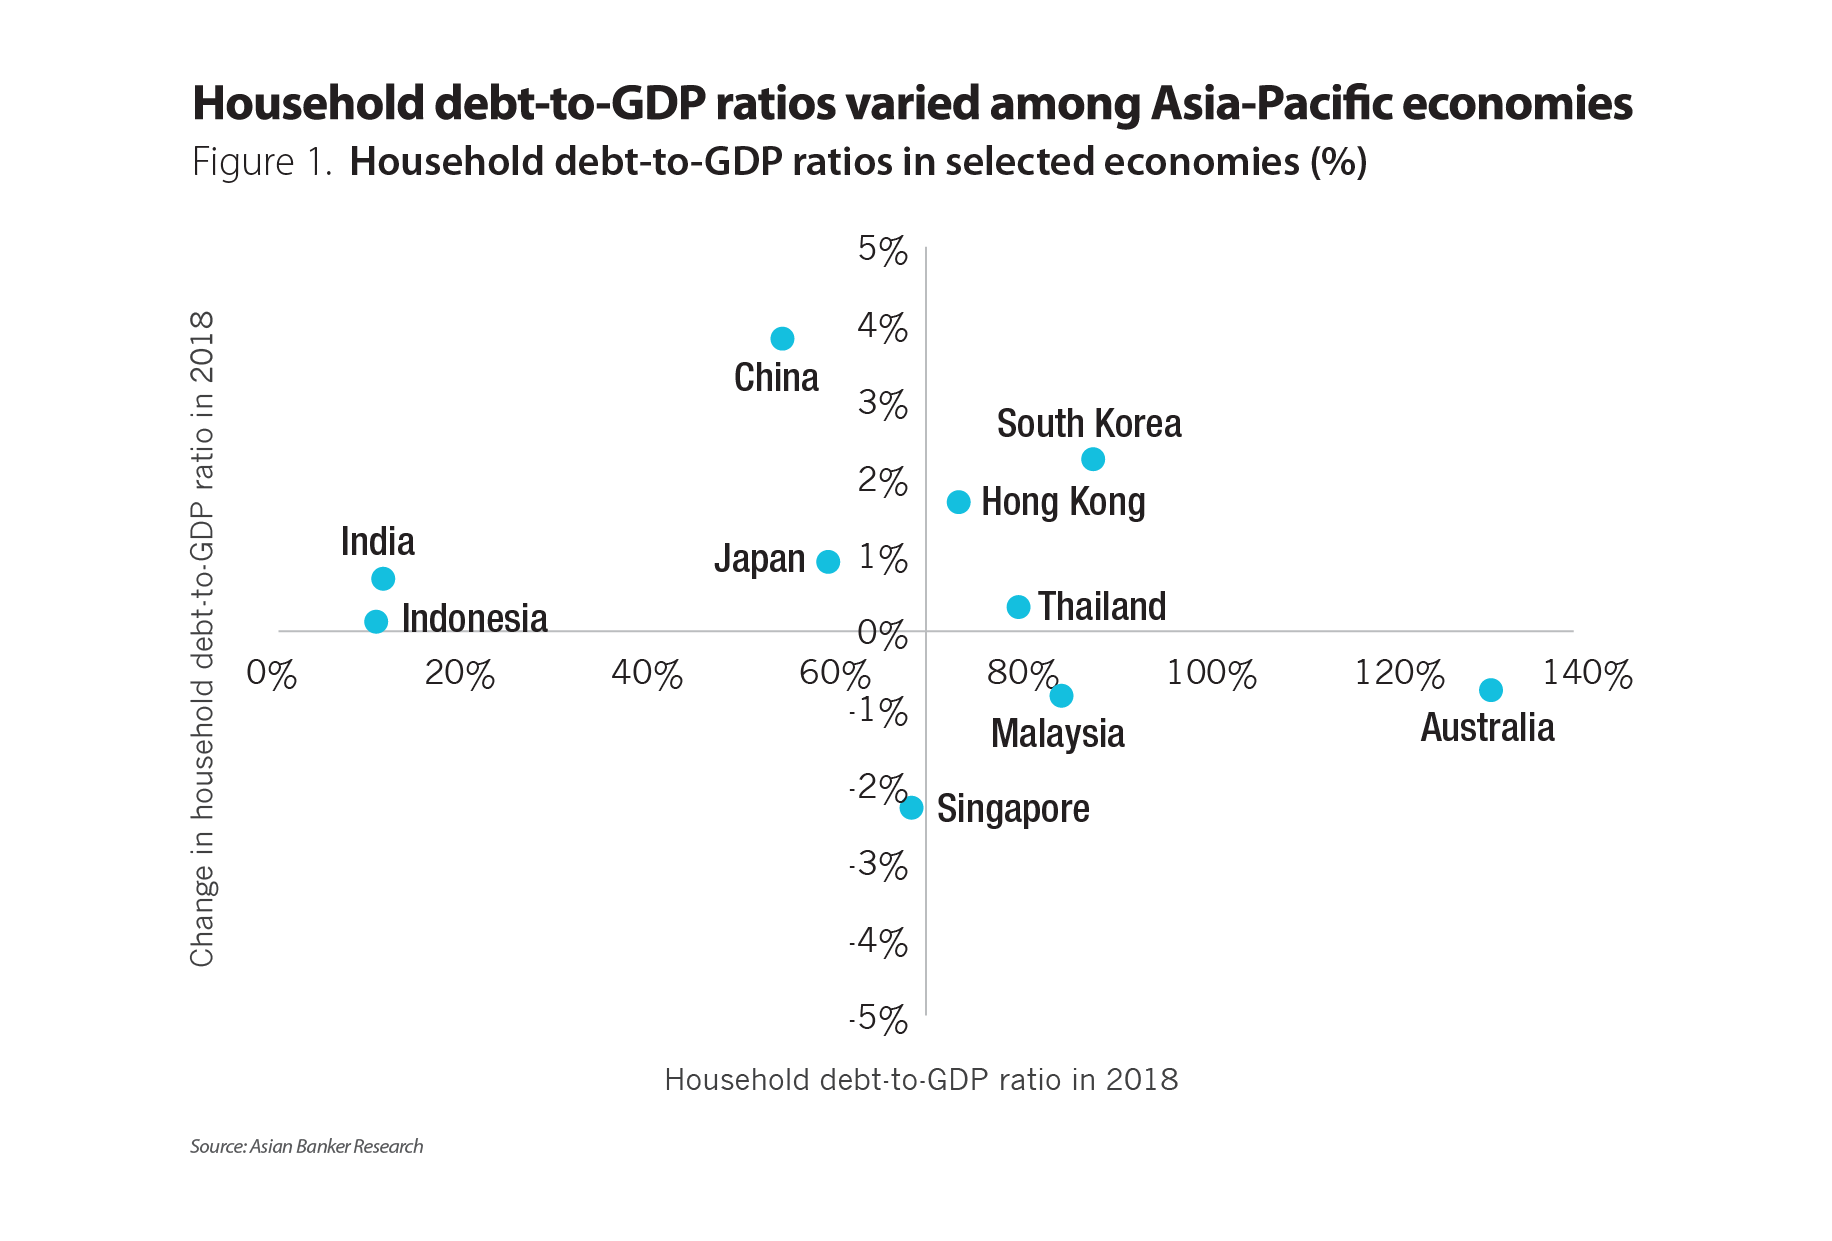 Household debt-to-GDP ratios varied among Asia-Pacific economies
Figure 1. Household debt-to-GDP ratios in selected economies (%)
5%
4%
China
3%
South Korea
2%
Hong Kong
India
Japan
1%
Indonesia
Thailand
0%
0%
20%
40%
60%
80%
100%
120%
140%
-1%
Malaysia
Australia
-2%
Singapore
-3%
-4%
-5%
Change in household debt-to-GDP ratio in 2018
Household debt-to-GDP ratio in 2018
Source: Asian Banker Research